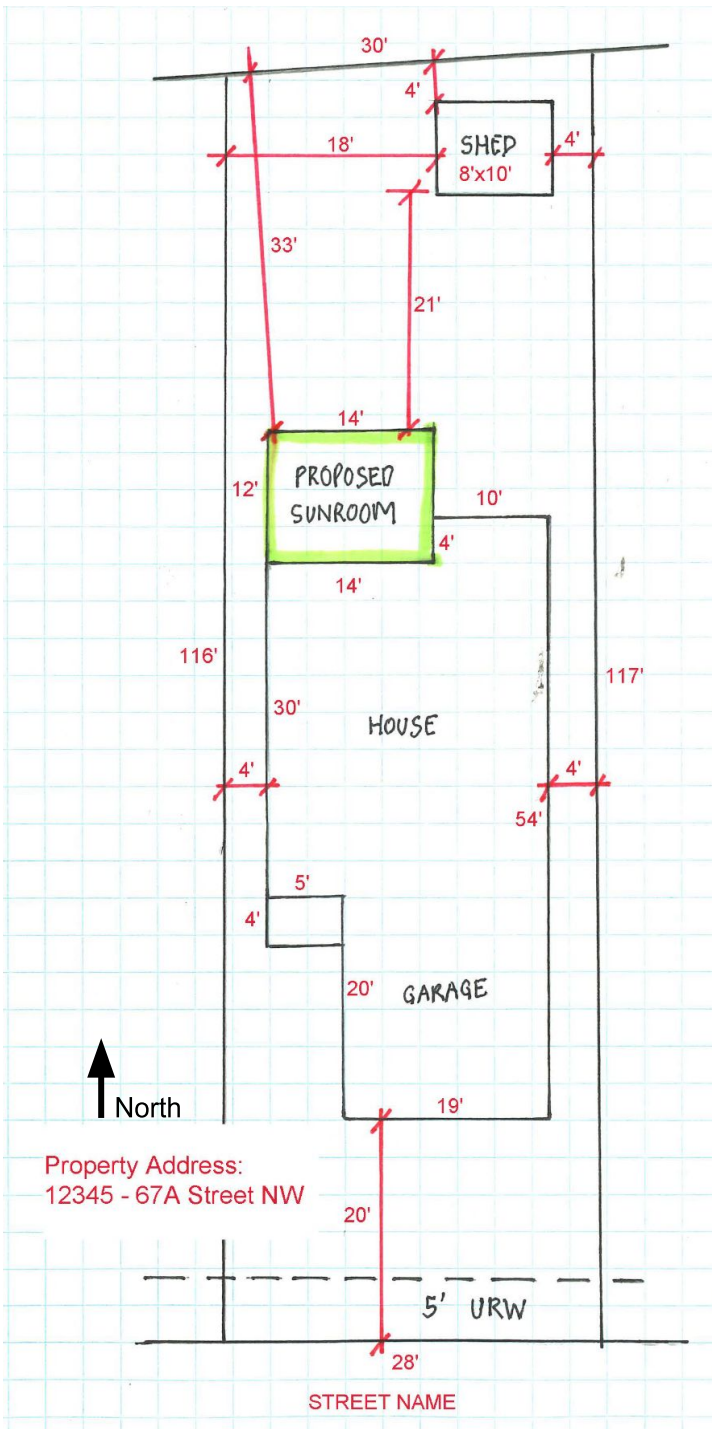 30'
4'
SHED
8'x10'
18'
4'
33'
21'
14'
PROPOSED
SUNROOM
12'
10'
4'
14'
116'
117'
30'
HOUSE
4'
4'
54'
5'
4'
20'
GARAGE
North
19'
Property Address:
12345 - 67A Street NW
20'
5' URW
28'
STREET NAME